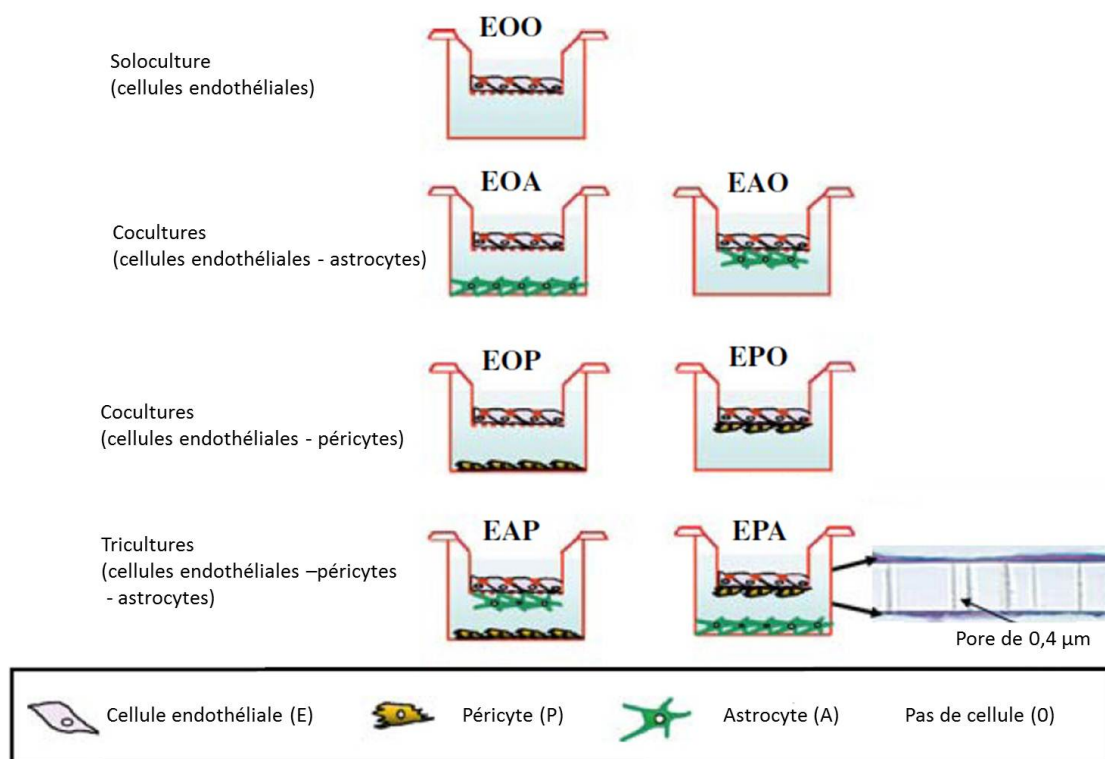 EOO
Soloculture
(cellules endothéliales)
EOA
EAO
Cocultures
(cellules endothéliales - astrocytes)
EOP
EPO
Cocultures
(cellules endothéliales - péricytes)
EAP
EPA
Tricultures
(cellules endothéliales –péricytes
- astrocytes)
Pore de 0,4 µm
Cellule endothéliale (E)
Péricyte (P)
Astrocyte (A)
Pas de cellule (0)